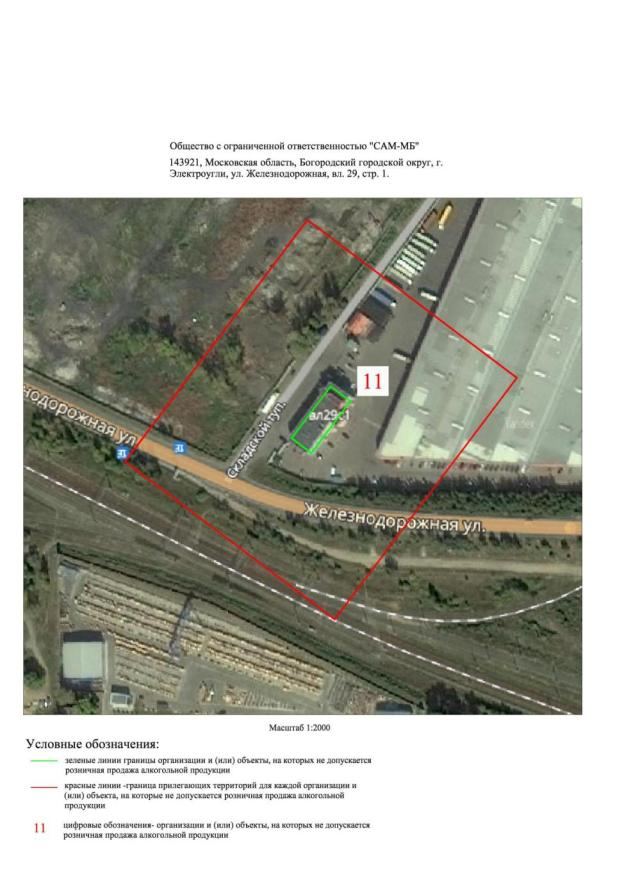 Общество с ограниченной ответственностью "САМ-МБ"
143921, Московская область, Богородский городской округ, г.
Электроугли, ул. Железнодорожная, вл. 29, стр. 1.
11
вл29с1
Складской туп.
нодорожная ул.
Железнодорожная ул.
Масштаб 1:2000
Условные обозначения:
зеленые линии границы организации и (или) объекты, на которых не допускается
розничная продажа алкогольной продукции
красные линии -граница прилегающих территорий для каждой организации и
(или) объекта, на которые не допускается розничная продажа алкогольной
продукции
11
цифровые обозначения- организации и (или) объекты, на которых не допускается
розничная продажа алкогольной продукции